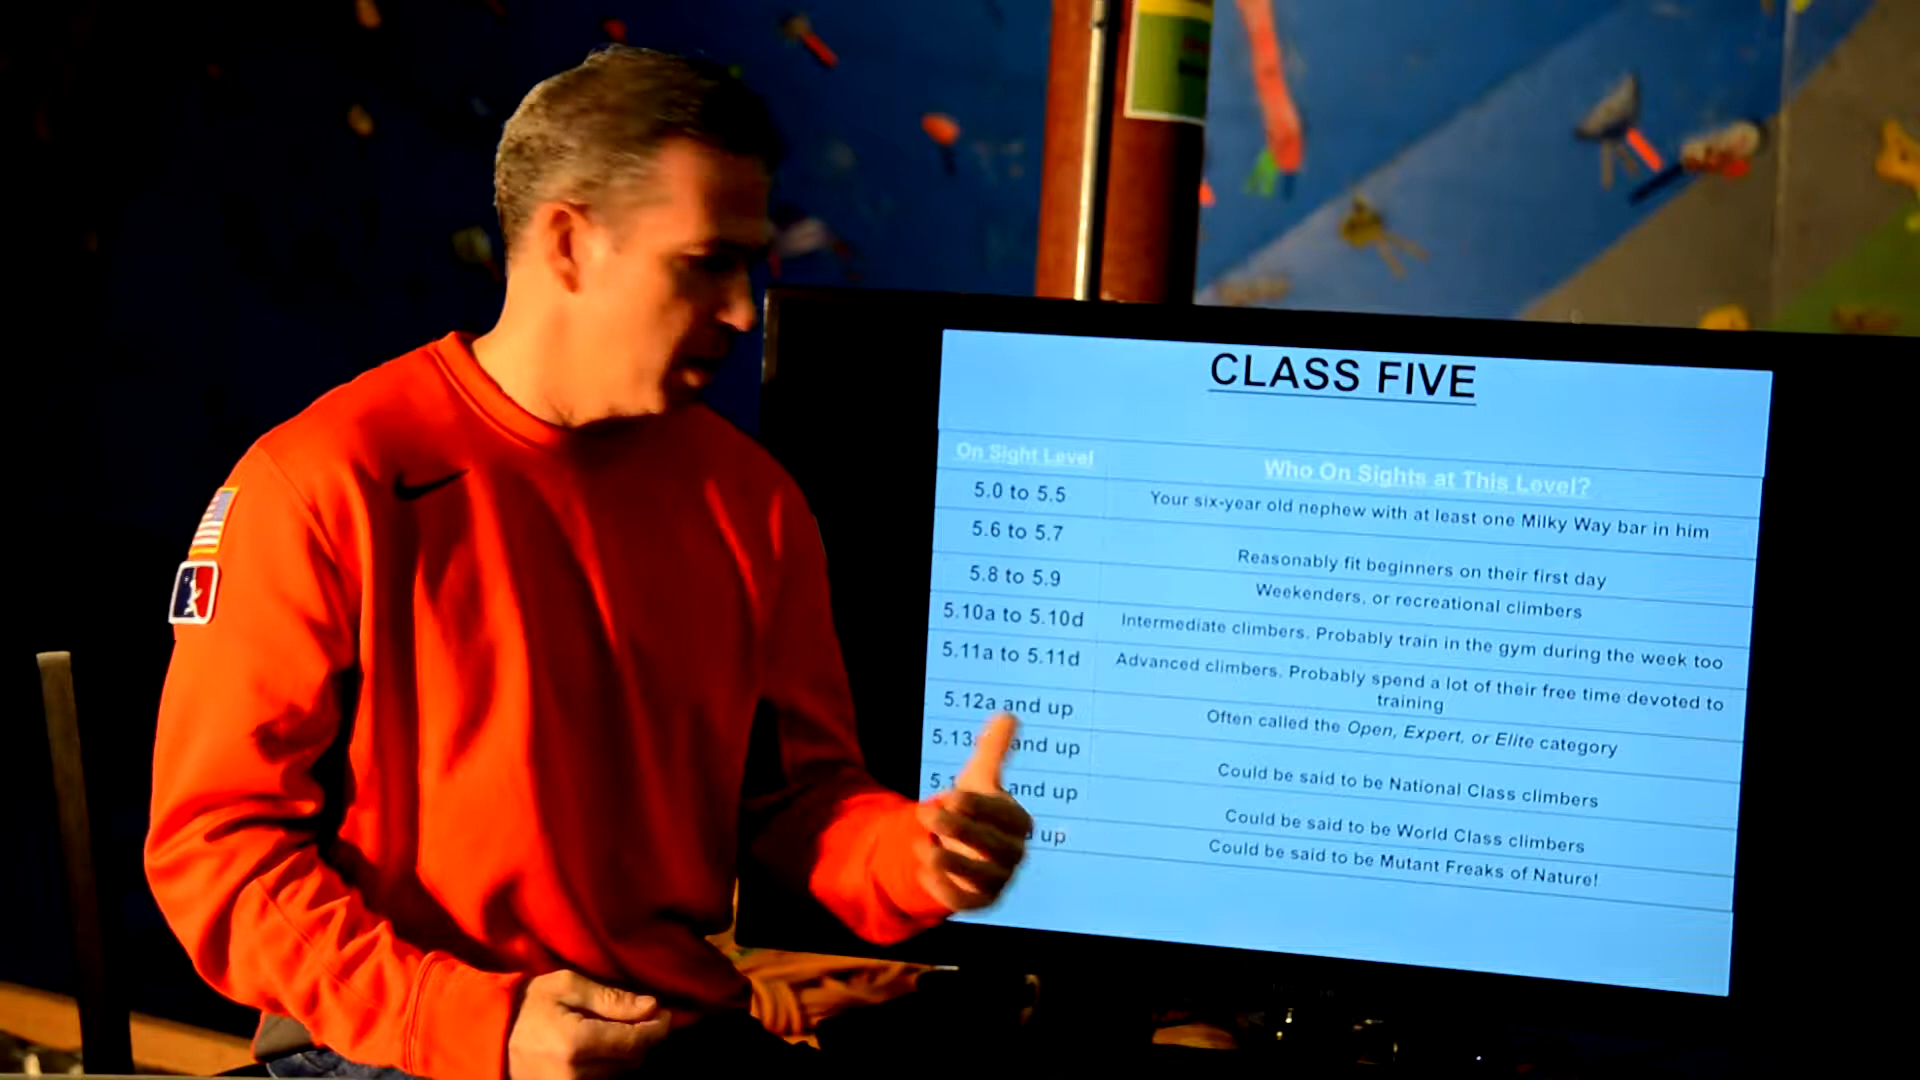 CLASS FIVE
On Sight Level Who On Sights at This Level?
5.0 to 5.5 Your six-year old nephew with at least one Milky Way bar in him
5.6 to 5.7 Reasonably fit beginners on their first day
5.8 to 5.9 Weekenders, or recreational climbers
5.10a to 5.10d Intermediate climbers. Probably train in the gym during the week too
5.11a to 5.11d Advanced climbers. Probably spend a lot of their free time devoted to
training
5.12a and up Often called the Open, Expert, or Elite category
and up Could be said to be National Class climbers
and up Could be said to be World Class climbers
up Could be said to be Mutant Freaks of Nature!